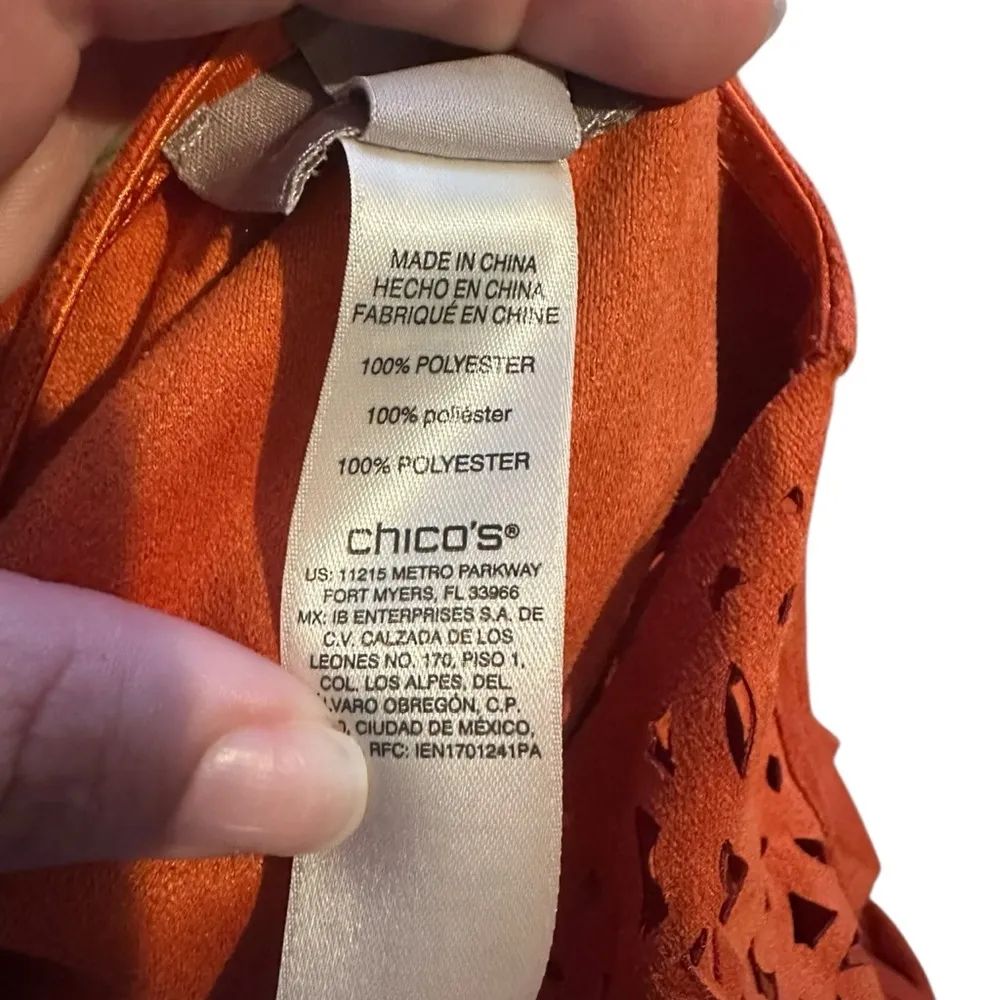 MADE IN CHINA
HECHO EN CHINA
FABRIQUÉ EN CHINE
100% POLYESTER
100% poliéster
100% POLYESTER
chico's®
US: 11215 METRO PARKWAY
FORT MYERS, FL 33966
MX: IB ENTERPRISES S.A. DE
C.V. CALZADA DE LOS
LEONES NO. 170, PISO 1,
COL. LOS ALPES, DEL.
LVARO OBREGÓN, C.P.
0, CIUDAD DE MÉXICO.
RFC: IEN1701241PA